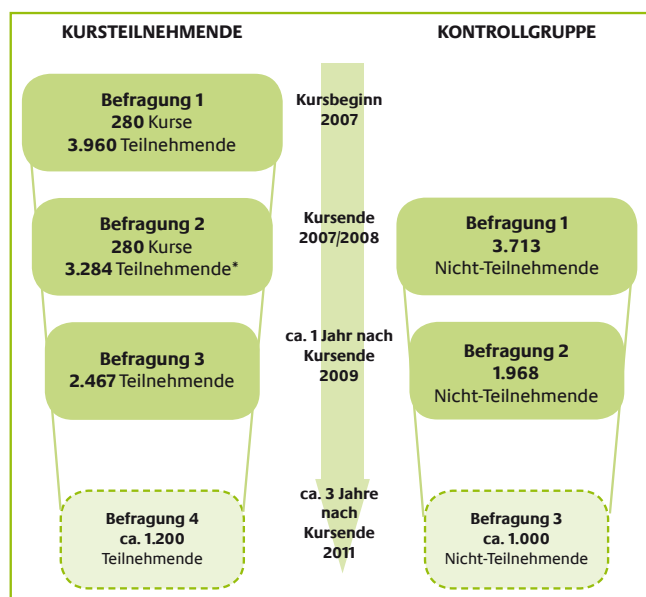 KURSTEILNEHMENDE
KONTROLLGRUPPE
Befragung 1
280 Kurse
3.960 Teilnehmende
Kursbeginn
2007
Befragung 2
280 Kurse
3.284 Teilnehmende*
Kursende
2007/2008
Befragung 1
3.713
Nicht-Teilnehmende
Befragung 3
2.467 Teilnehmende
ca. 1 Jahr nach
Kursende
2009
Befragung 2
1.968
Nicht-Teilnehmende
Befragung 4
ca. 1.200
Teilnehmende
ca. 3 Jahre
nach
Kursende
2011
Befragung 3
ca. 1.000
Nicht-Teilnehmende